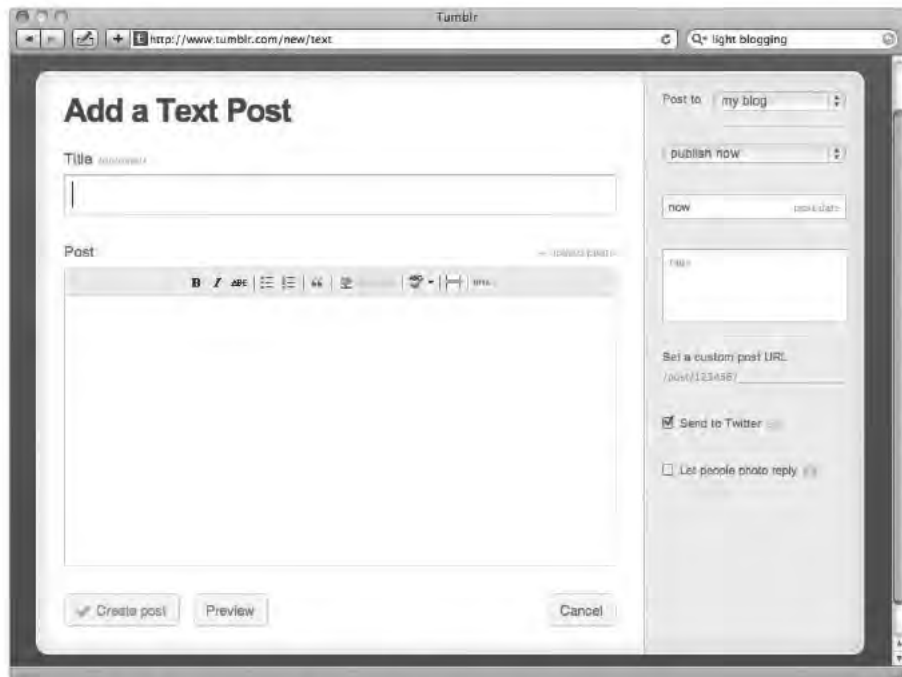 Tumblr
http://www.tumblr.com/new/text
light blogging
Add a Text Post
Title
Post
B I ABC
Create post
Preview
Cancel
Post to
my blog
publish now
now
Set a custom post URL
/post/123456/
Send to Twitter
Let people photo reply